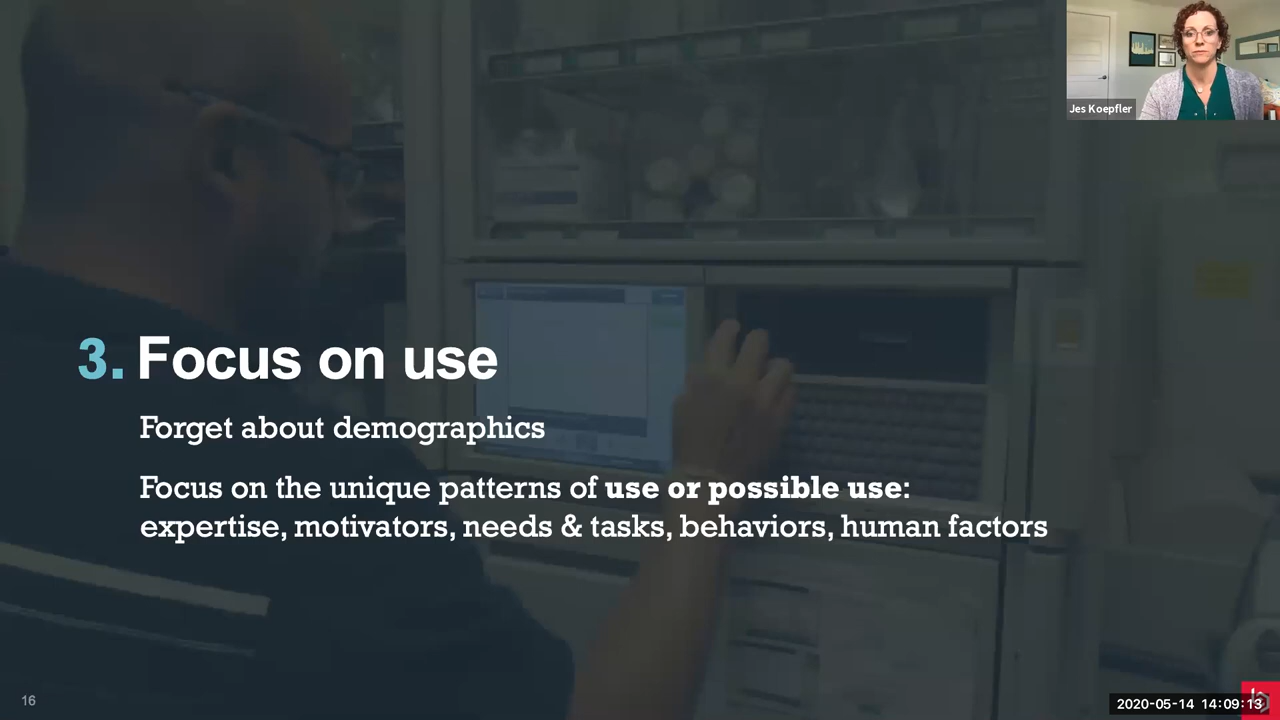 Jes Koepfler
3. Focus on use
Forget about demographics
Focus on the unique patterns of use or possible use:
expertise, motivators, needs & tasks, behaviors, human factors
16
2020-05-14 14:09:13